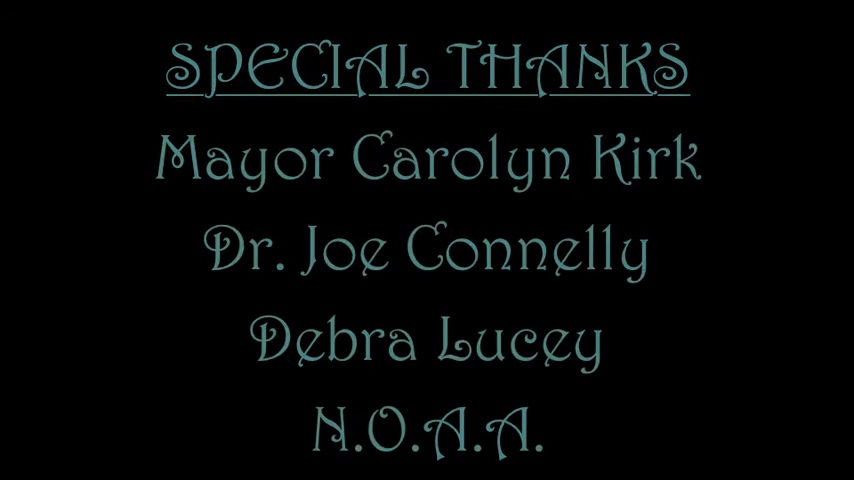 SPECIAL THANKS
Mayor Carolyn Kirk
Dr. Joe Connelly
Debra Lucey
N.O.A.A.